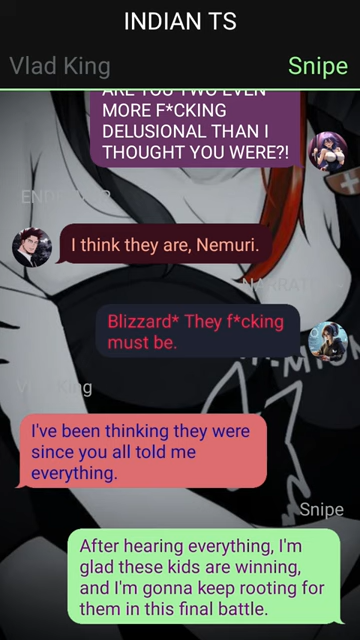 INDIAN TS
Vlad King
Snipe
ARE YOU TWO EVEN
MORE F*CKING
DELUSIONAL THAN I
THOUGHT YOU WERE?!
I think they are, Nemuri.
Blizzard* They f*cking
must be.
Vlad King
I've been thinking they were
since you all told me
everything.
Snipe
After hearing everything, I'm
glad these kids are winning,
and I'm gonna keep rooting for
them in this final battle.